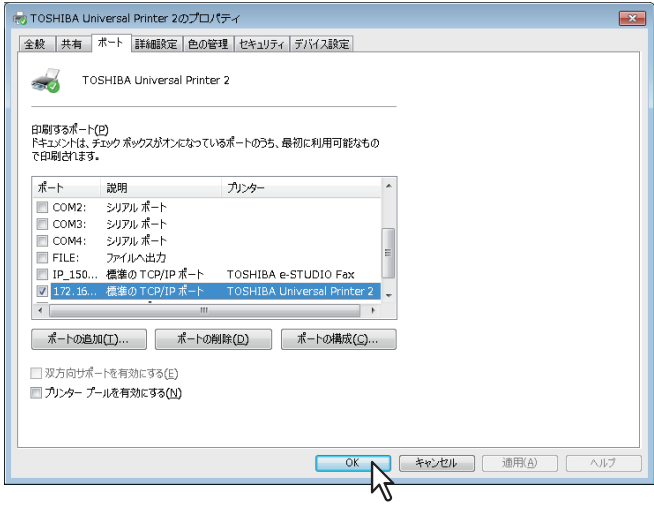 TOSHIBA Universal Printer 2のプロパティ
全般 共有 ポート 詳細設定 色の管理 セキュリティ デバイス設定
TOSHIBA Universal Printer 2
印刷するポート(P)
ドキュメントは、チェック ボックスがオンになっているポートのうち、最初に利用可能なもの
で印刷されます。
ポート 説明 プリンター
COM2: シリアル ポート
COM3: シリアル ポート
COM4: シリアル ポート
FILE: ファイルへ出力
IP_150... 標準の TCP/IP ポート TOSHIBA e-STUDIO Fax
172.16... 標準の TCP/IP ポート TOSHIBA Universal Printer 2
ポートの追加(T)... ポートの削除(D) ポートの構成(C)...
双方向サポートを有効にする(E)
プリンター プールを有効にする(N)
OK キャンセル 適用(A) ヘルプ